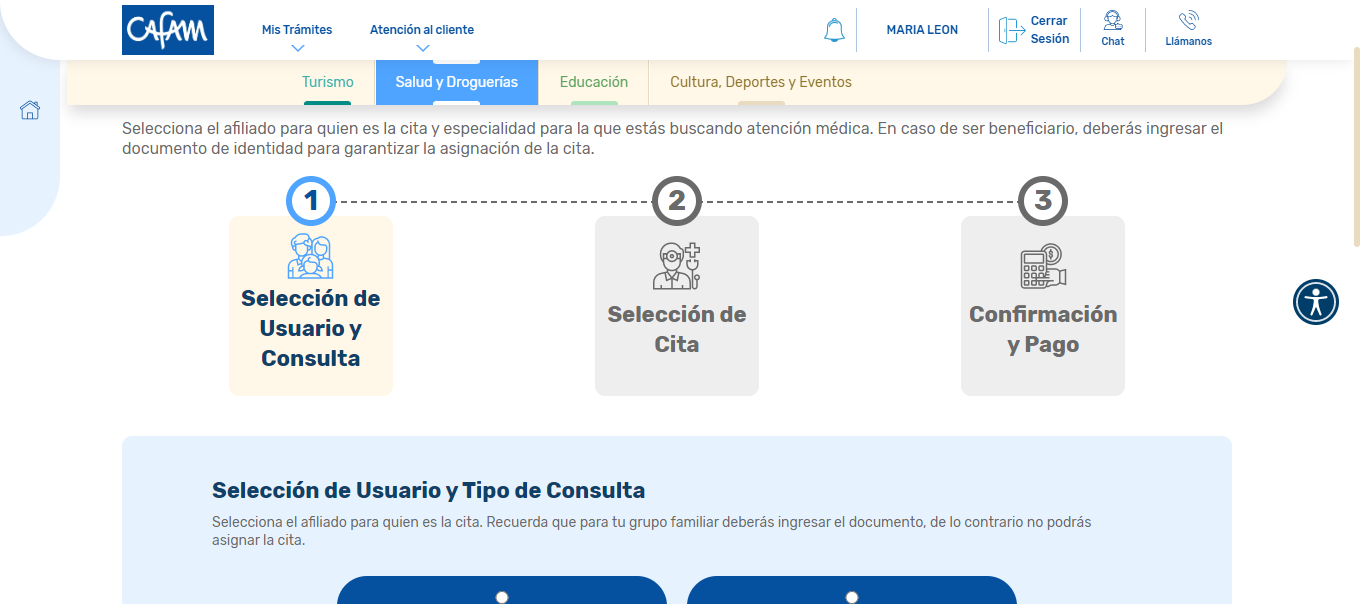 CAFAM
Mis Trámites
Atención al cliente
MARIA LEON
Cerrar
Sesión
Chat
Llámanos
Turismo
Salud y Droguerías
Educación
Cultura, Deportes y Eventos
Selecciona el afiliado para quien es la cita y especialidad para la que estás buscando atención médica. En caso de ser beneficiario, deberás ingresar el
documento de identidad para garantizar la asignación de la cita.
1
2
3
Selección de
Usuario y
Consulta
Selección de
Cita
Confirmación
y Pago
Selección de Usuario y Tipo de Consulta
Selecciona el afiliado para quien es la cita. Recuerda que para tu grupo familiar deberás ingresar el documento, de lo contrario no podrás
asignar la cita.